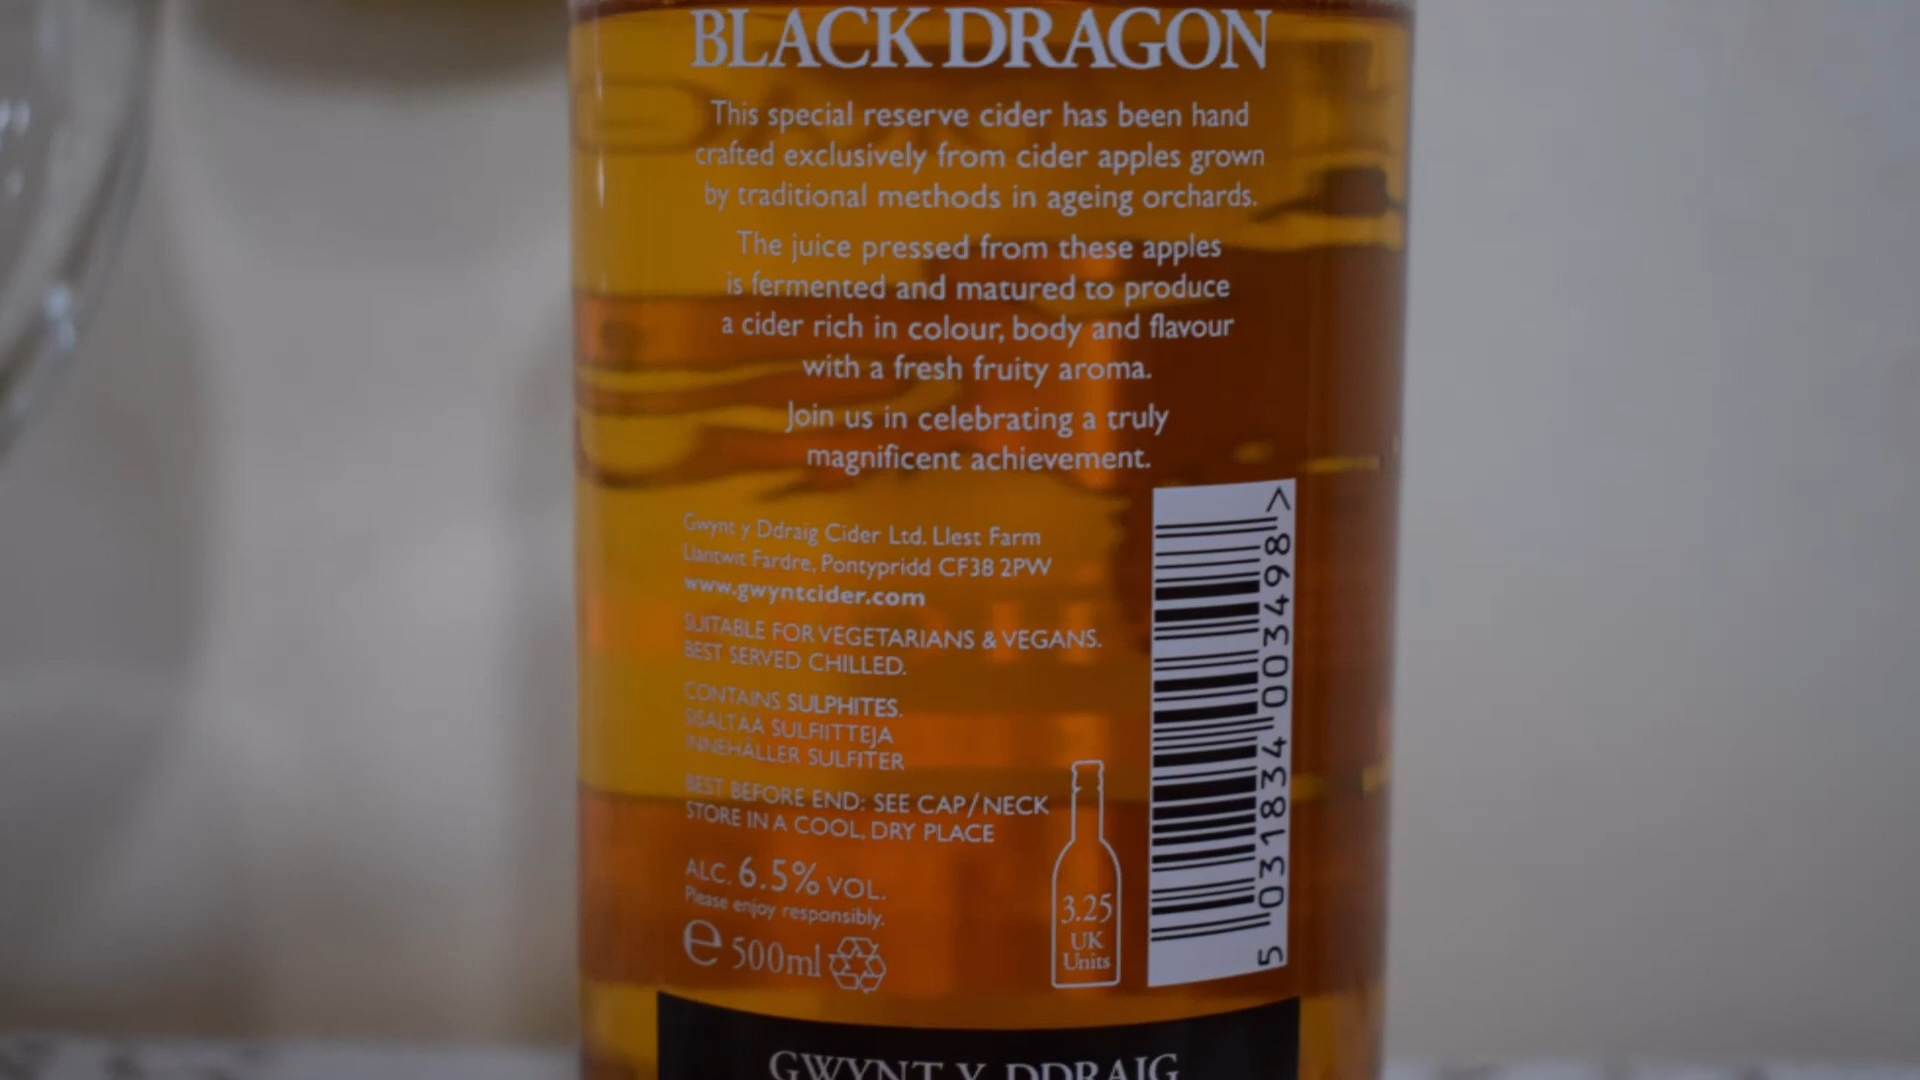 BLACK DRAGON
This special reserve cider has been hand
crafted exclusively from cider apples grown
by traditional methods in ageing orchards.
The juice pressed from these apples
is fermented and matured to produce
a cider rich in colour, body and flavour
with a fresh fruity aroma.
Join us in celebrating a truly
magnificent achievement.
Gwynt y Ddraig Cider Ltd. Llest Farm
Llantwit Fardre, Pontypridd CF38 2PW
www.gwyntcider.com
SUITABLE FOR VEGETARIANS & VEGANS.
BEST SERVED CHILLED.
CONTAINS SULPHITES.
SISÄLTÄÄ SULFIITTEJA
INNEHÅLLER SULFITER
BEST BEFORE END: SEE CAP/NECK
STORE IN A COOL, DRY PLACE
ALC. 6.5% VOL.
Please enjoy responsibly.
e 500ml
3.25
UK
Units
5 031834 003498 >
GWYNT Y DDRAIG